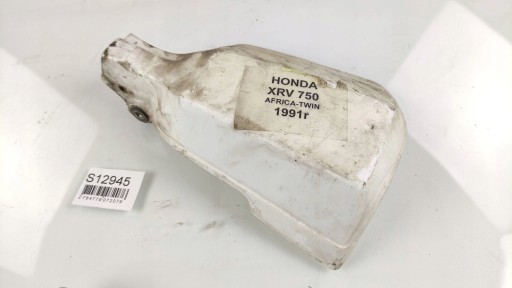 HONDA
XRV 750
AFRICA-TWIN
1991r
S12945